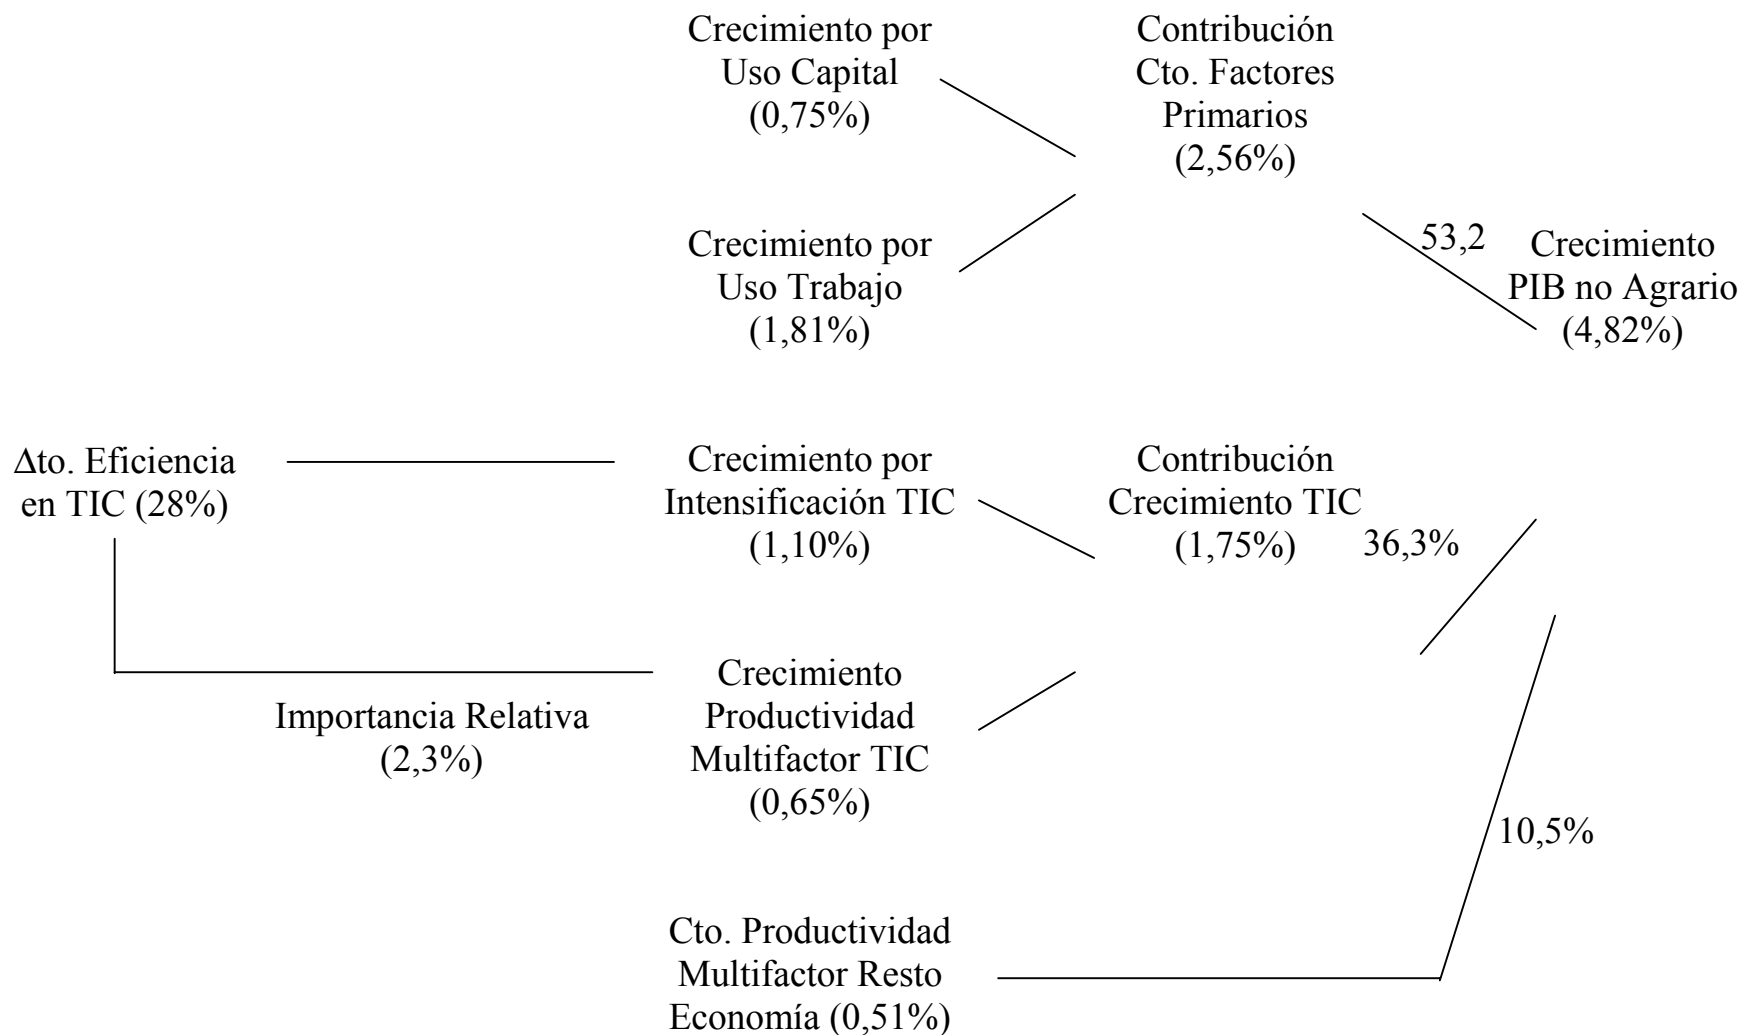 Crecimiento por
Uso Capital
(0,75%)
Contribución
Cto. Factores
Primarios
(2,56%)
Crecimiento por
Uso Trabajo
(1,81%)
53,2
Crecimiento
PIB no Agrario
(4,82%)
Δto. Eficiencia
en TIC (28%)
Crecimiento por
Intensificación TIC
(1,10%)
Contribución
Crecimiento TIC
(1,75%)
36,3%
Importancia Relativa
(2,3%)
Crecimiento
Productividad
Multifactor TIC
(0,65%)
10,5%
Cto. Productividad
Multifactor Resto
Economía (0,51%)